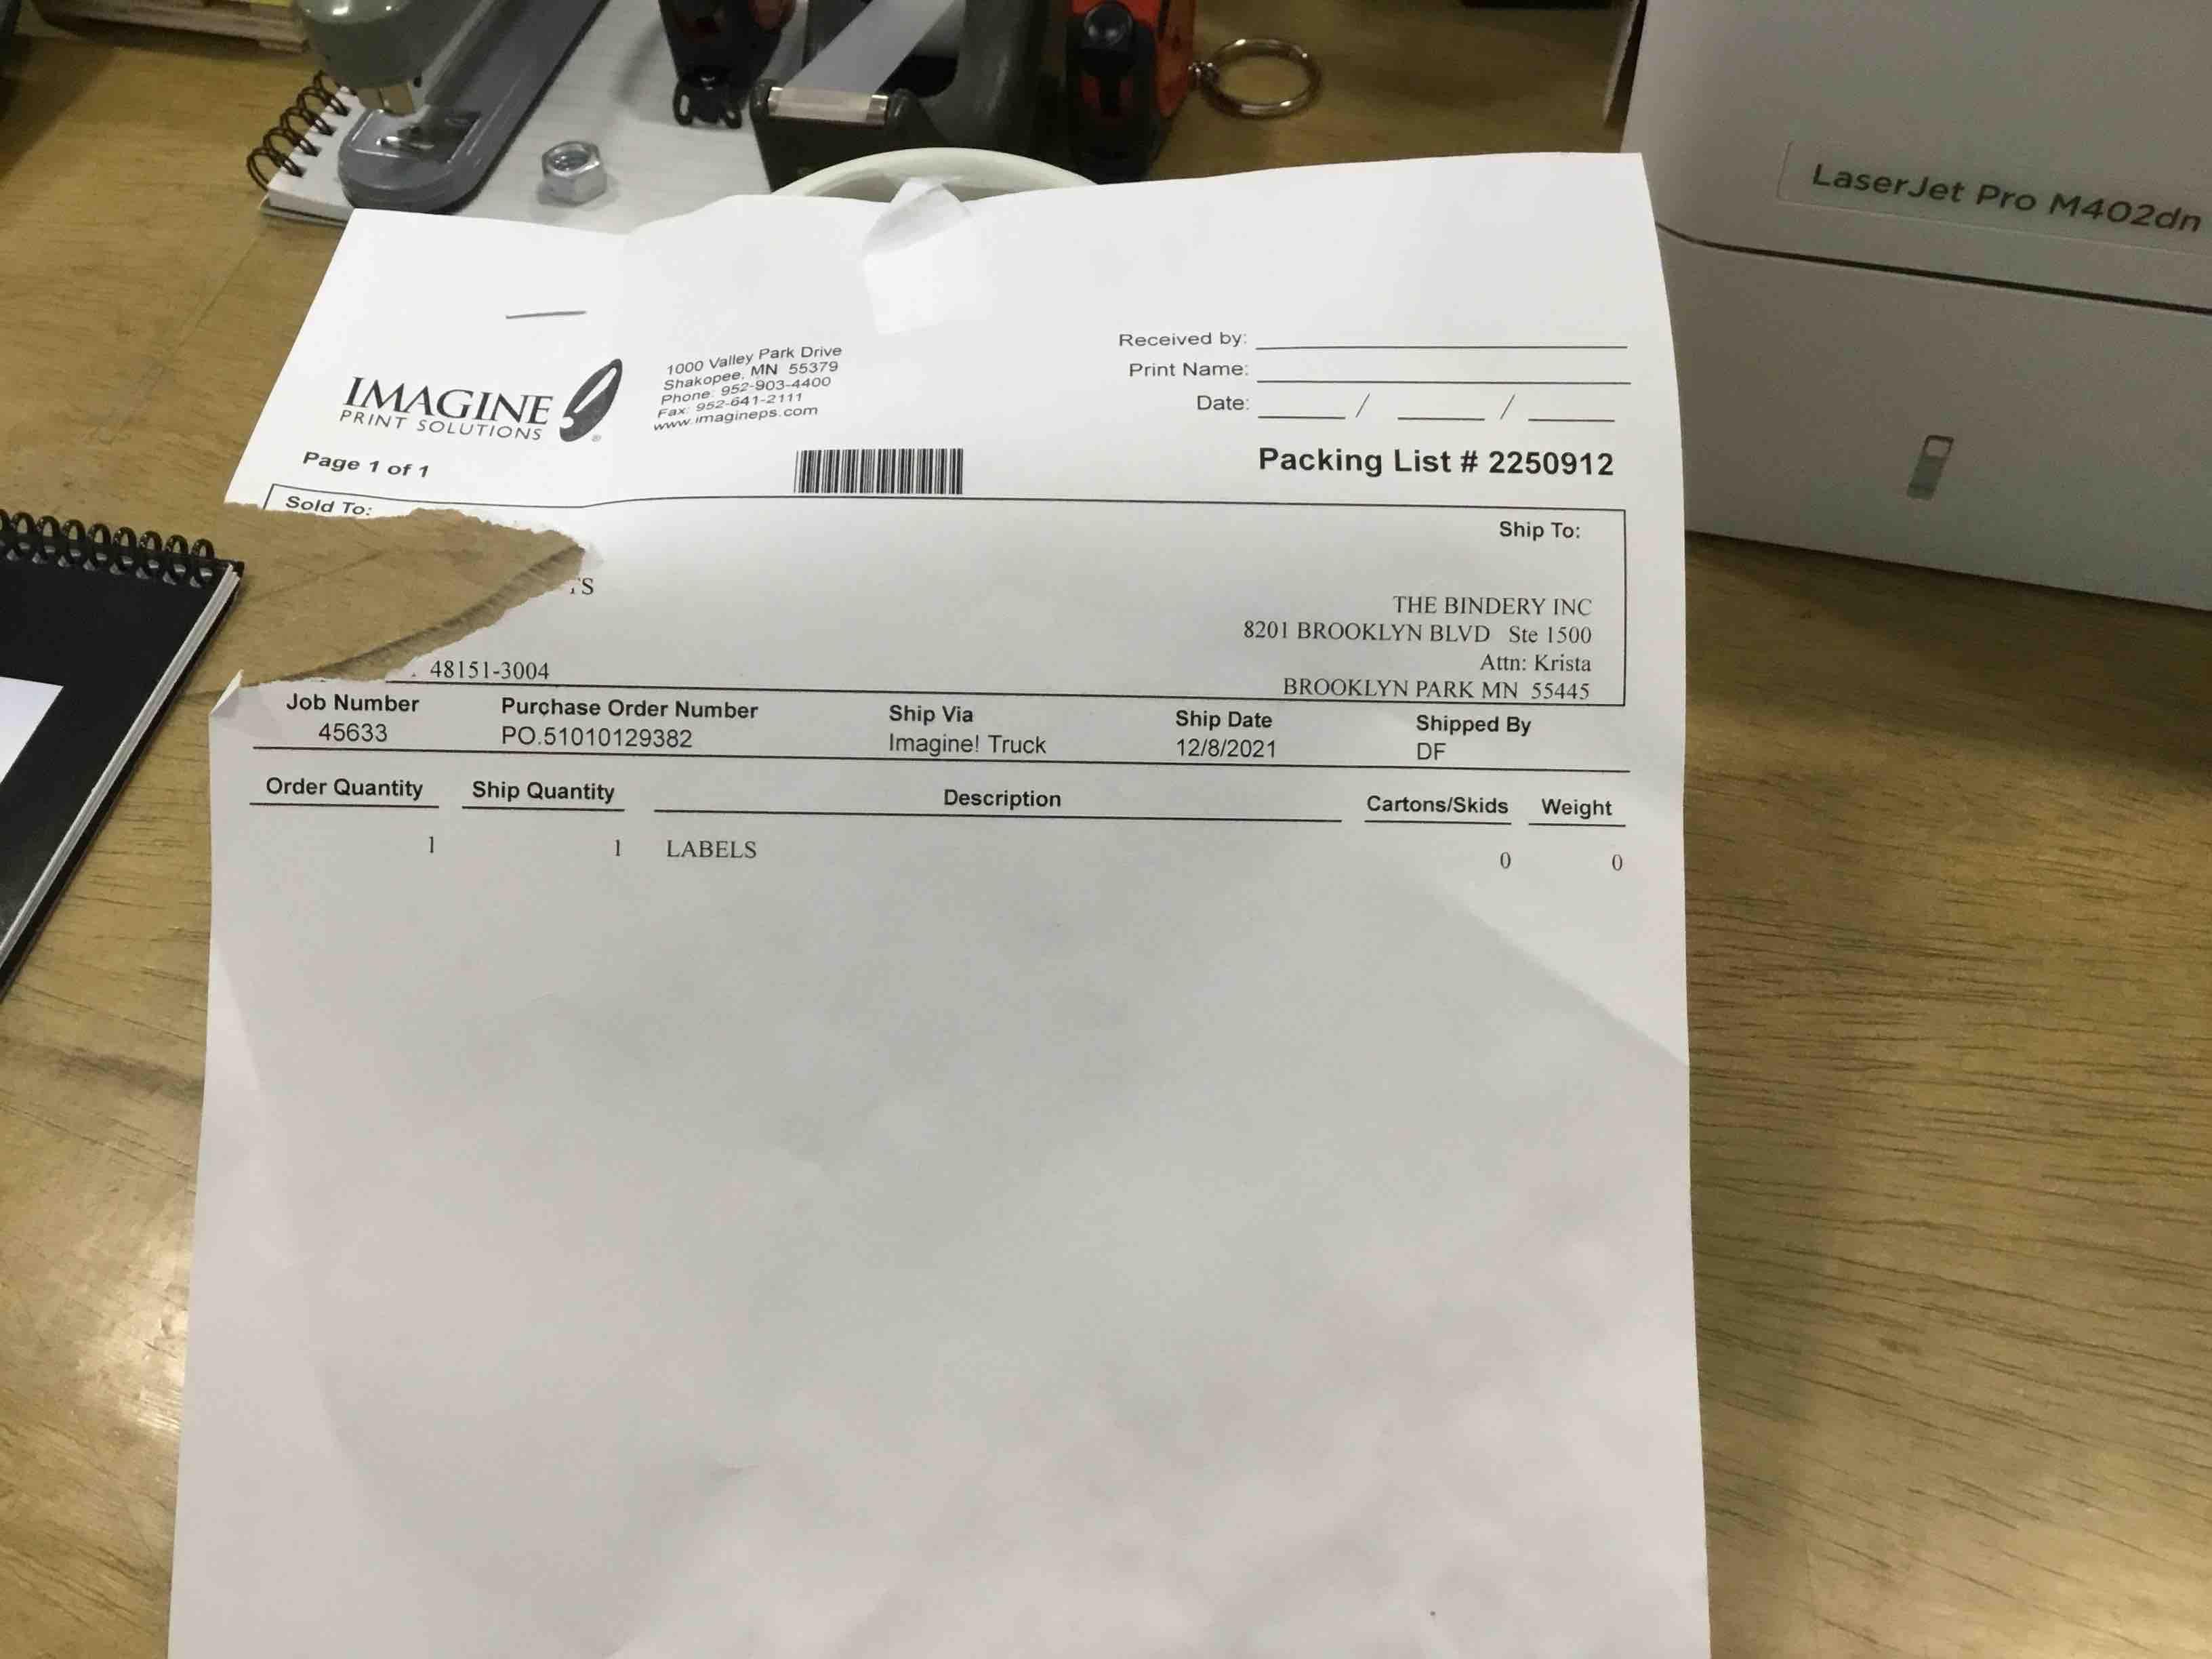 LaserJet Pro M402dn
IMAGINE
PRINT SOLUTIONS
®
1000 Valley Park Drive
Shakopee, MN 55379
Phone: 952-903-4400
Fax: 952-641-2111
www.imagineps.com
Received by:
Print Name:
Date: / /
Page 1 of 1
Packing List # 2250912
Sold To:
48151-3004
Ship To:
THE BINDERY INC
8201 BROOKLYN BLVD Ste 1500
Attn: Krista
BROOKLYN PARK MN 55445
Job Number Purchase Order Number Ship Via Ship Date Shipped By
45633 PO.51010129382 Imagine! Truck 12/8/2021 DF
Order Quantity Ship Quantity Description Cartons/Skids Weight
1 1 LABELS 0 0